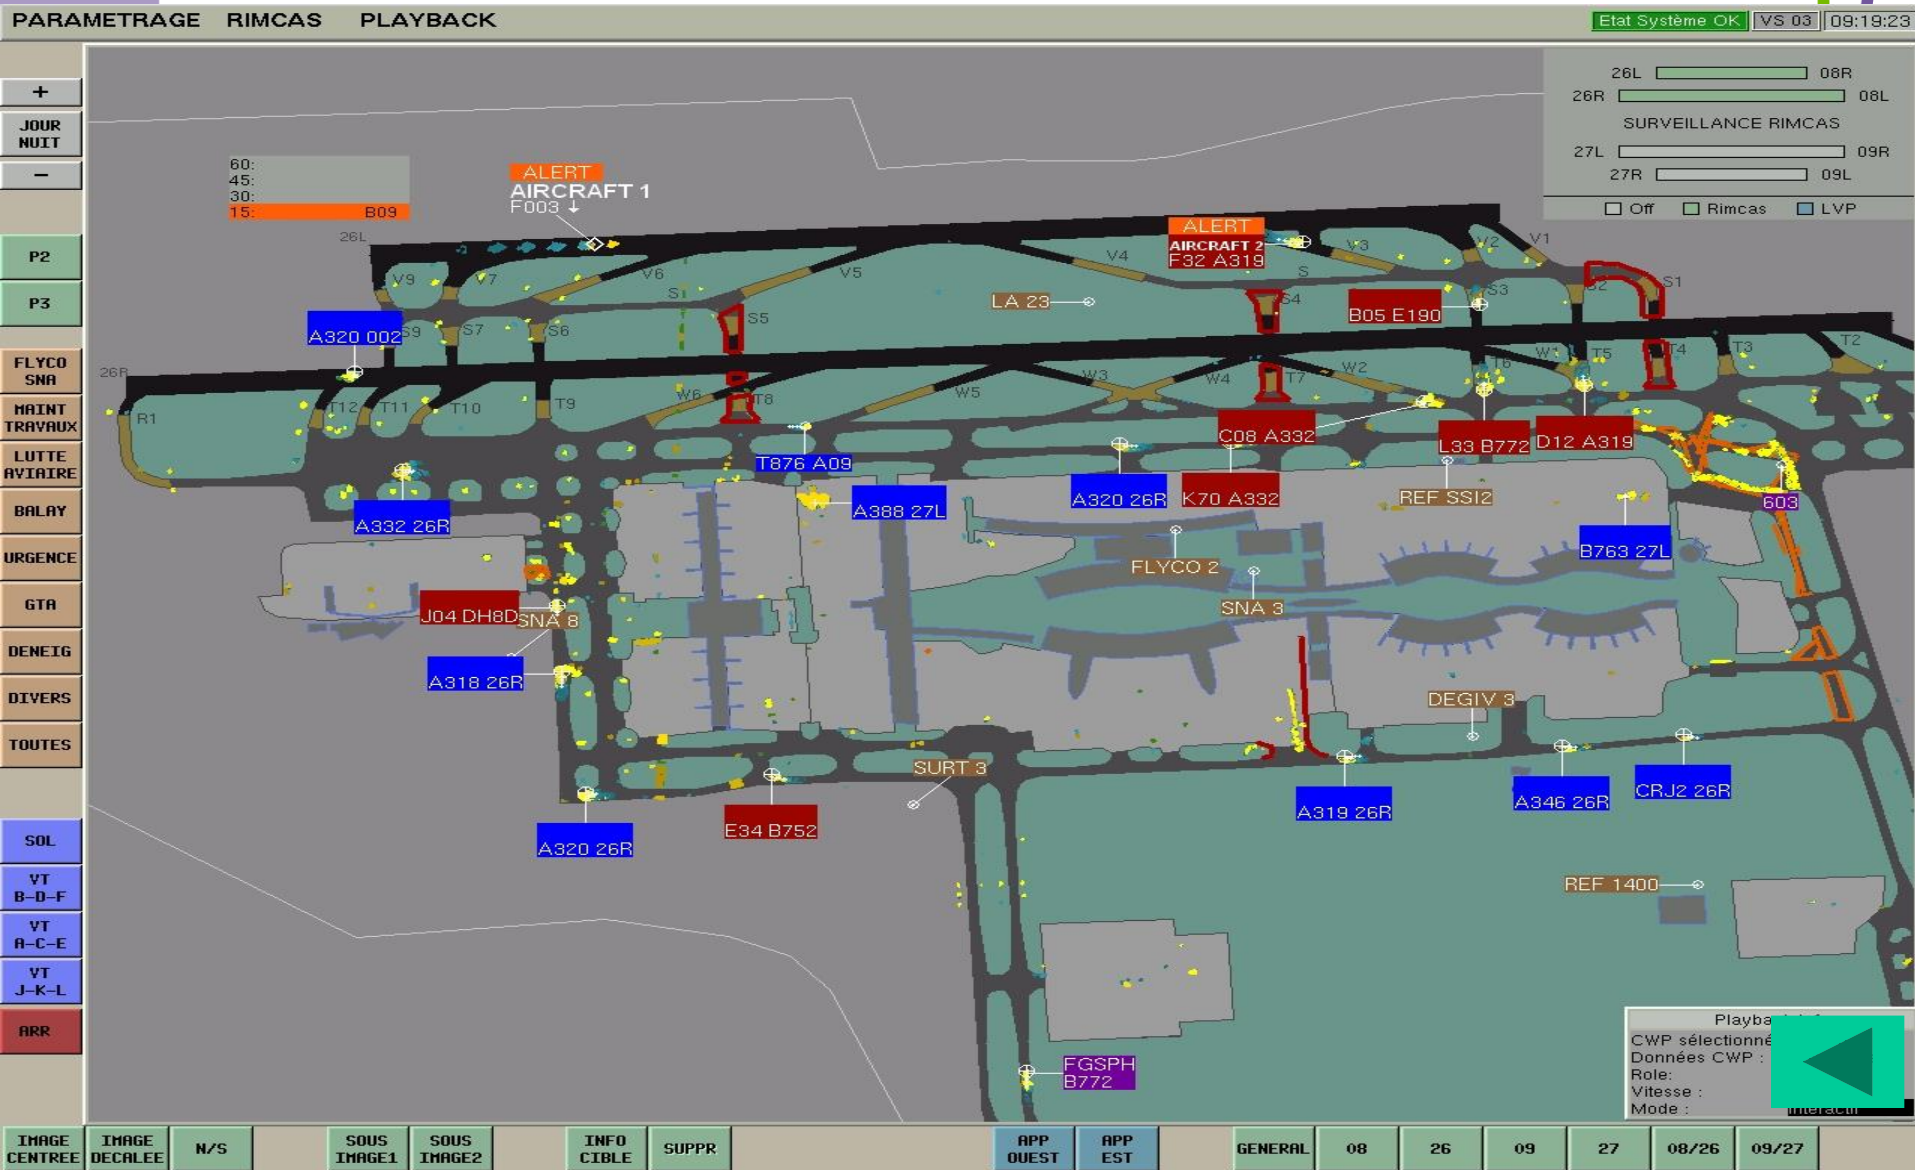 PARAMETRAGE RIMCAS PLAYBACK
Etat Système OK VS 03 09:19:23
+
JOUR
NUIT
−
P2
P3
FLYCO
SNA
MAINT
TRAVAUX
LUTTE
AVIAIRE
BALAY
URGENCE
GTA
DENEIG
DIVERS
TOUTES
SOL
VT
B-D-F
VT
A-C-E
VT
J-K-L
ARR
26L 08R
26R 08L
SURVEILLANCE RIMCAS
27L 09R
27R 09L
Off Rimcas LVP
60:
45:
30:
15: B09
ALERT
AIRCRAFT 1
F003 ↓
ALERT
AIRCRAFT 2
F32 A319
26L
V9
V7
V6
V5
V4
V3
V2
V1
S
S1
S1
S2
S3
S4
S5
S6
S7
S9
LA 23
B05 E190
A320 002
26R
R1
T12
T11
T10
T9
W6
T8
W5
W3
W4
T7
W2
T6
W1
T5
T4
T3
T2
C08 A332
L33 B772
D12 A319
T876 A09
A332 26R
A388 27L
A320 26R
K70 A332
REF SSI2
603
B763 27L
FLYCO 2
SNA 3
J04 DH8D
SNA 8
A318 26R
DEGIV 3
SURT 3
E34 B752
A320 26R
A319 26R
A346 26R
CRJ2 26R
REF 1400
FGSPH
B772
Playba
CWP sélectionné
Données CWP :
Role:
Vitesse :
Mode :
IMAGE
CENTREE
IMAGE
DECALEE
N/S
SOUS
IMAGE1
SOUS
IMAGE2
INFO
CIBLE
SUPPR
APP
OUEST
APP
EST
GENERAL
08
26
09
27
08/26
09/27